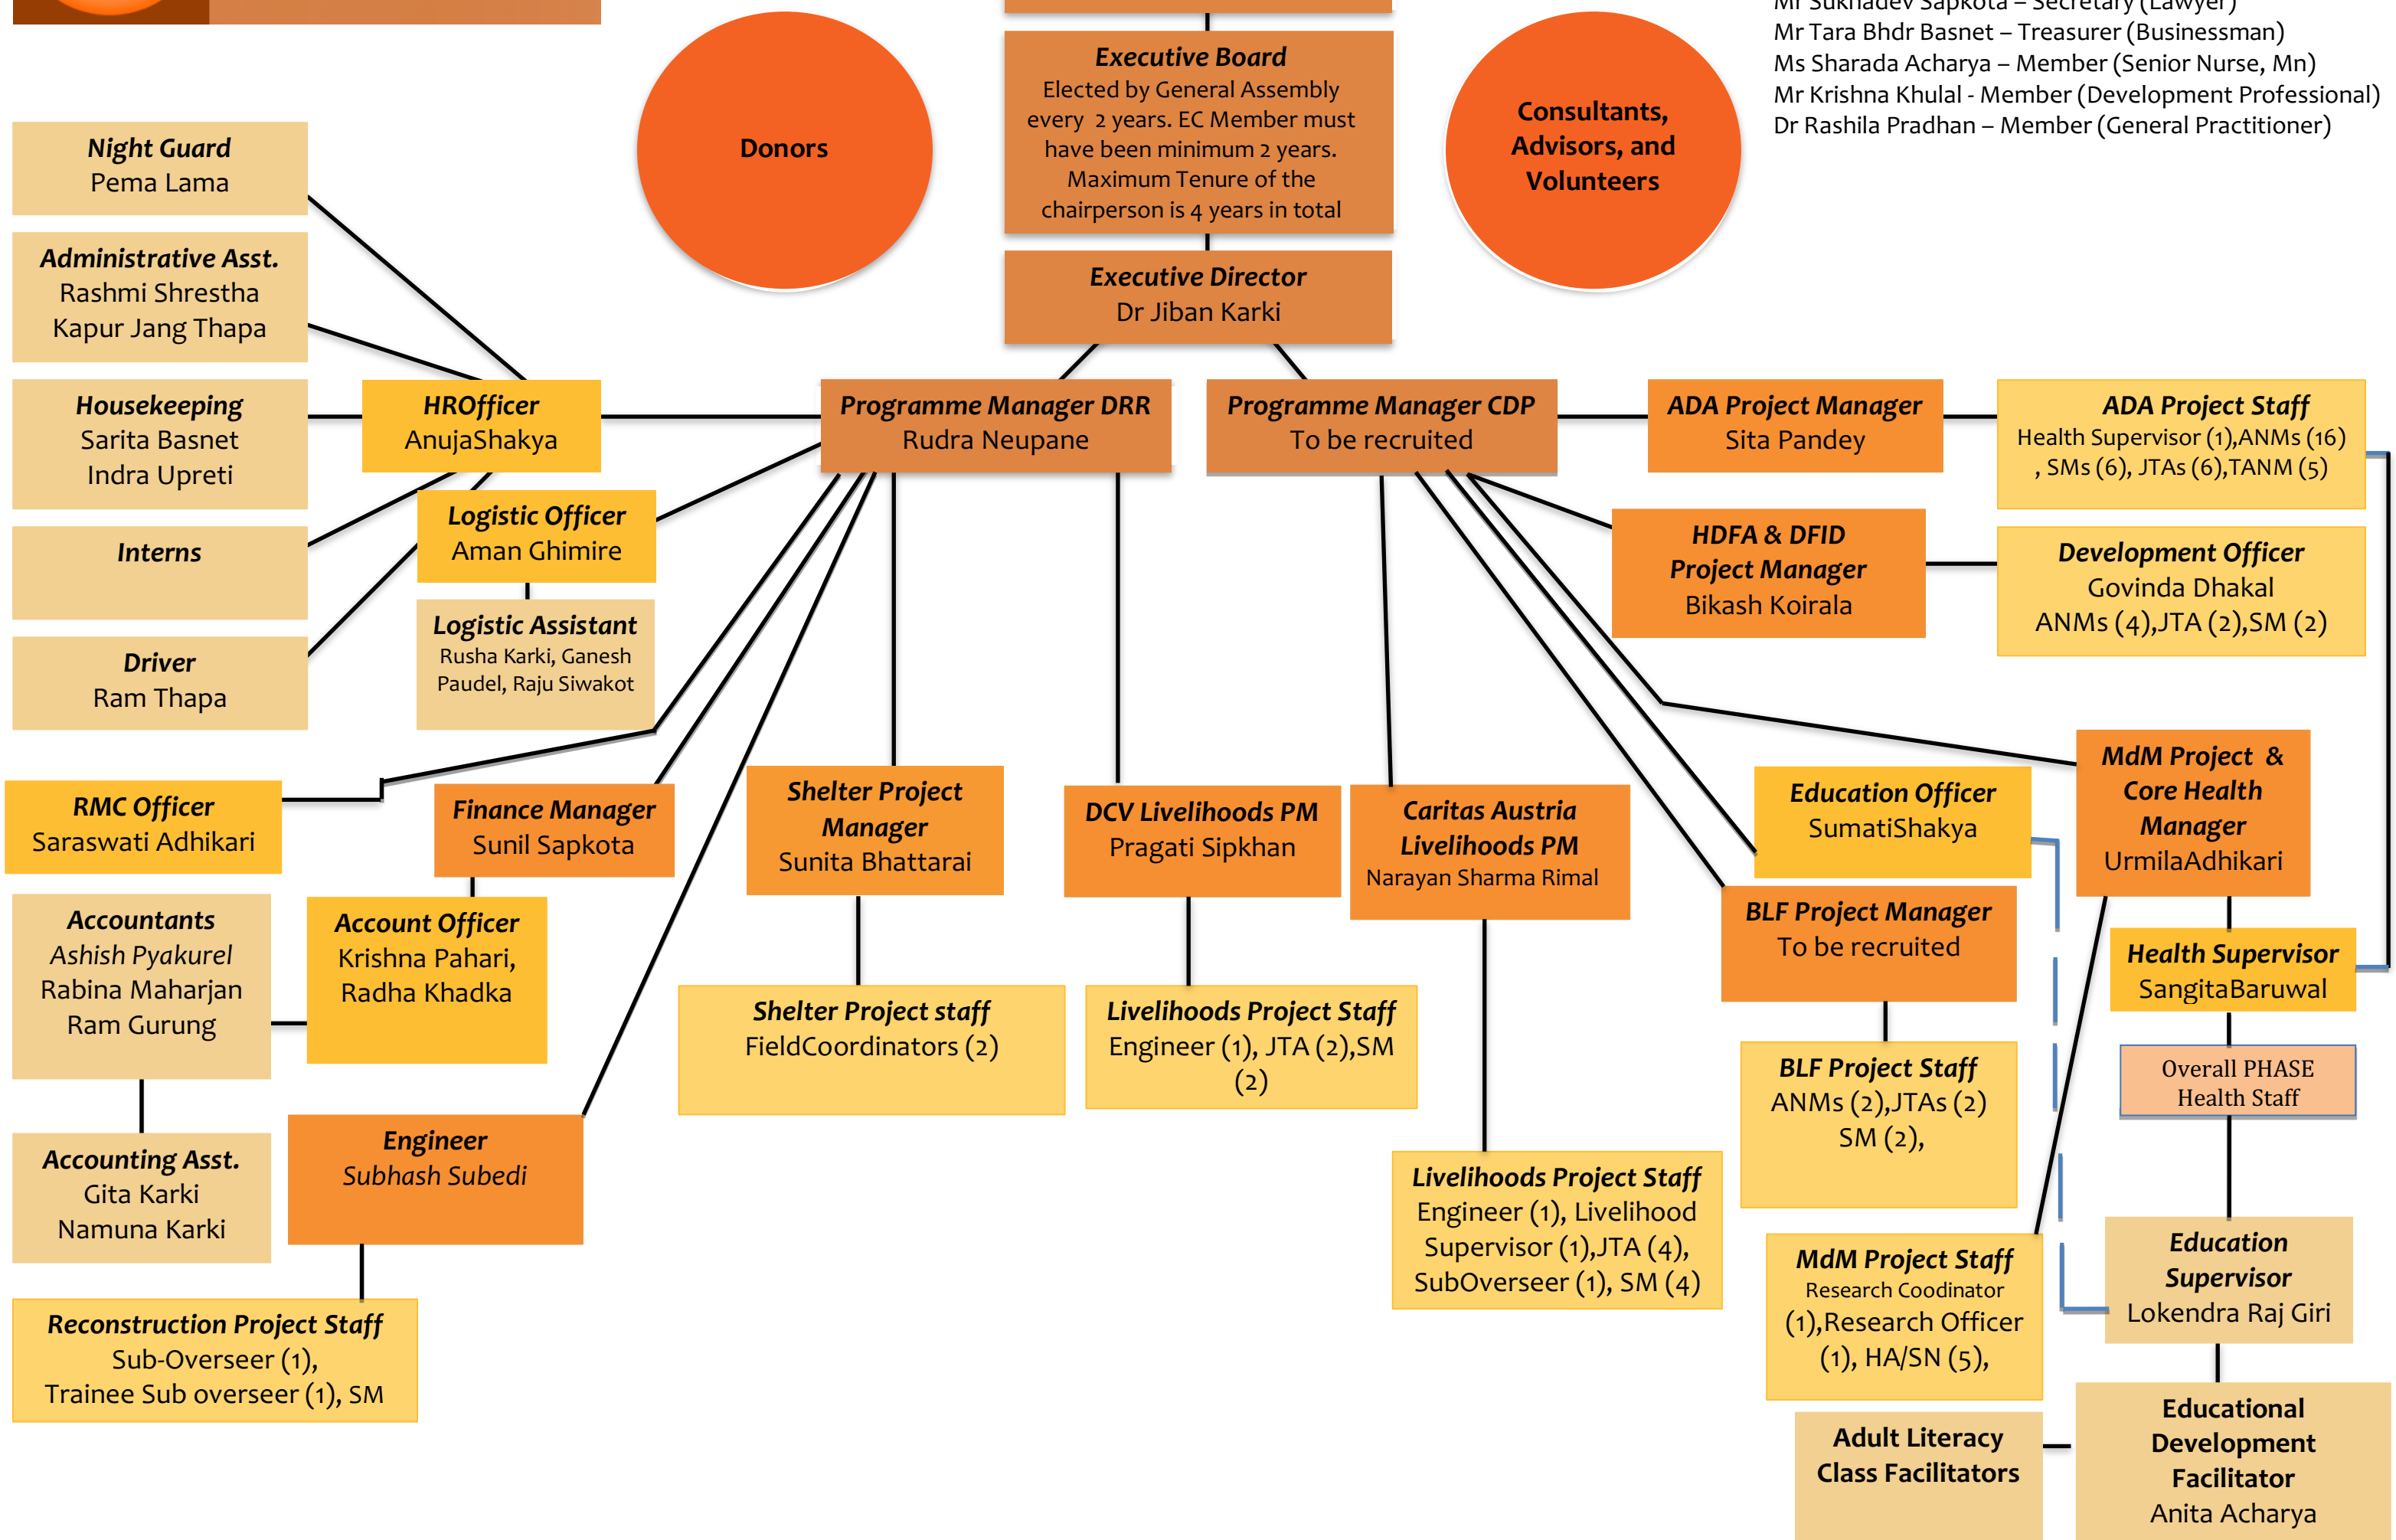 Mr Sukhadev Sapkota – Secretary (Lawyer)
Mr Tara Bhdr Basnet – Treasurer (Businessman)
Ms Sharada Acharya – Member (Senior Nurse, Mn)
Mr Krishna Khulal - Member (Development Professional)
Dr Rashila Pradhan – Member (General Practitioner)
Executive Board
Elected by General Assembly
every 2 years. EC Member must
have been minimum 2 years.
Maximum Tenure of the
chairperson is 4 years in total
Donors
Consultants,
Advisors, and
Volunteers
Executive Director
Dr Jiban Karki
Night Guard
Pema Lama
Administrative Asst.
Rashmi Shrestha
Kapur Jang Thapa
Housekeeping
Sarita Basnet
Indra Upreti
Interns
Driver
Ram Thapa
HROfficer
AnujaShakya
Logistic Officer
Aman Ghimire
Logistic Assistant
Rusha Karki, Ganesh
Paudel, Raju Siwakot
Programme Manager DRR
Rudra Neupane
Programme Manager CDP
To be recruited
ADA Project Manager
Sita Pandey
ADA Project Staff
Health Supervisor (1),ANMs (16)
, SMs (6), JTAs (6),TANM (5)
HDFA & DFID
Project Manager
Bikash Koirala
Development Officer
Govinda Dhakal
ANMs (4),JTA (2),SM (2)
RMC Officer
Saraswati Adhikari
Finance Manager
Sunil Sapkota
Shelter Project
Manager
Sunita Bhattarai
DCV Livelihoods PM
Pragati Sipkhan
Caritas Austria
Livelihoods PM
Narayan Sharma Rimal
Education Officer
SumatiShakya
MdM Project &
Core Health
Manager
UrmilaAdhikari
Accountants
Ashish Pyakurel
Rabina Maharjan
Ram Gurung
Account Officer
Krishna Pahari,
Radha Khadka
BLF Project Manager
To be recruited
Health Supervisor
SangitaBaruwal
Shelter Project staff
FieldCoordinators (2)
Livelihoods Project Staff
Engineer (1), JTA (2),SM
(2)
BLF Project Staff
ANMs (2),JTAs (2)
SM (2),
Overall PHASE
Health Staff
Accounting Asst.
Gita Karki
Namuna Karki
Engineer
Subhash Subedi
Livelihoods Project Staff
Engineer (1), Livelihood
Supervisor (1),JTA (4),
SubOverseer (1), SM (4)
MdM Project Staff
Research Coodinator
(1),Research Officer
(1), HA/SN (5),
Education
Supervisor
Lokendra Raj Giri
Reconstruction Project Staff
Sub-Overseer (1),
Trainee Sub overseer (1), SM
Adult Literacy
Class Facilitators
Educational
Development
Facilitator
Anita Acharya